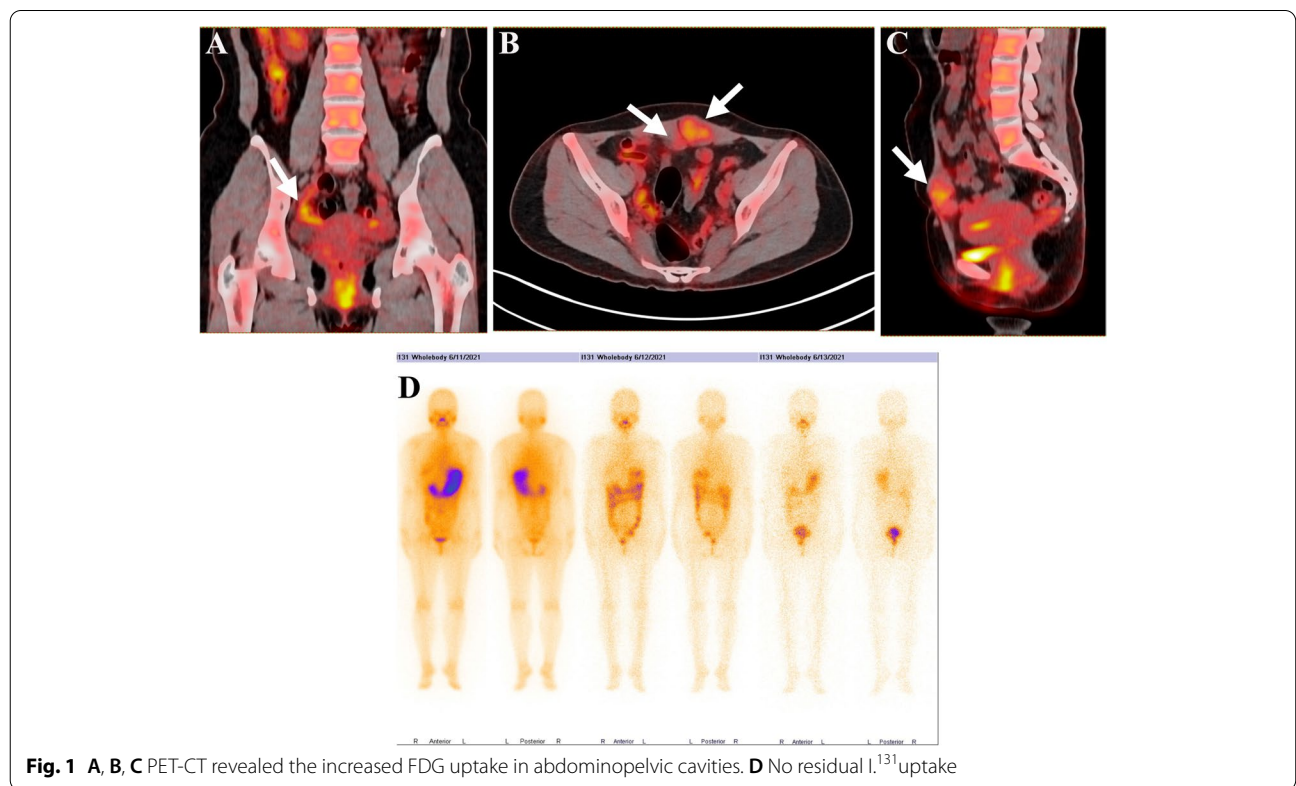 A
B
C
I131 Wholebody 6/11/2021 I131 Wholebody 6/12/2021 I131 Wholebody 6/13/2021
D
R Anterior L L Posterior R R Anterior L L Posterior R R Anterior L L Posterior R
Fig. 1 A, B, C PET-CT revealed the increased FDG uptake in abdominopelvic cavities. D No residual I.¹³¹uptake